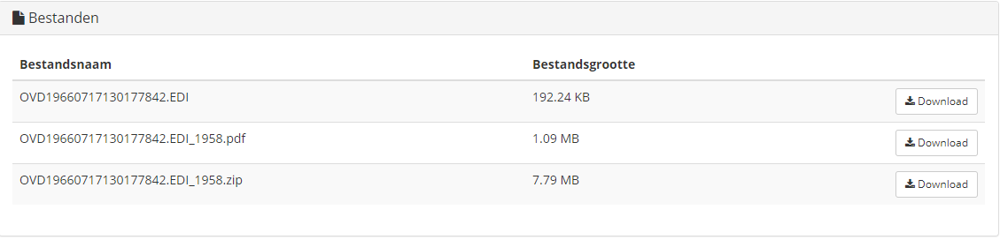 Bestanden
Bestandsnaam Bestandsgrootte
OVD19660717130177842.EDI 192.24 KB Download
OVD19660717130177842.EDI_1958.pdf 1.09 MB Download
OVD19660717130177842.EDI_1958.zip 7.79 MB Download